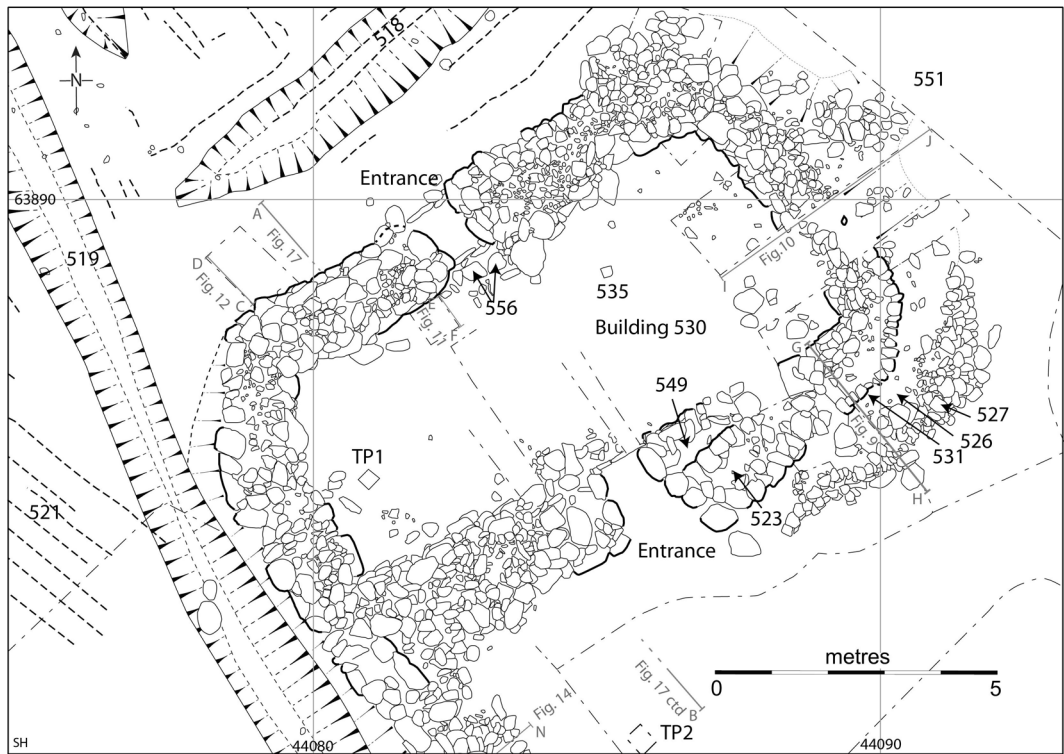 518
551
N
Entrance
J
63890
A
Fig. 17
519
D
Fig. 12
C
Fig. 10
I
556
535
Fig. 11
F
Building 530
G
549
527
Fig. 9
526
531
TP1
H
521
523
Entrance
metres
0 5
Fig. 17 ctd
B
Fig. 14
N
TP2
SH
44080
44090